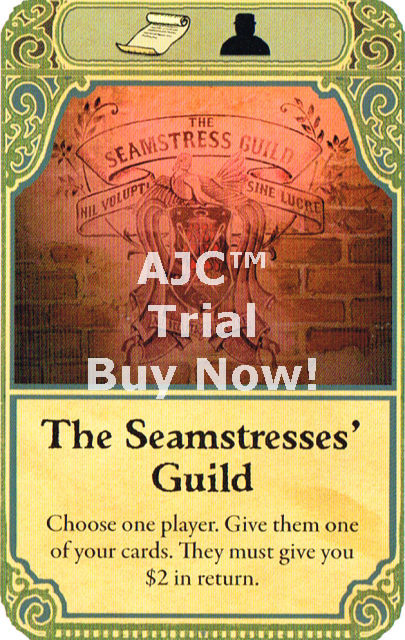 THE
SEAMSTRESS GUILD
NIL VOLUPTI SINE LUCRE
AJC™
Trial
Buy Now!
The Seamstresses’
Guild
Choose one player. Give them one
of your cards. They must give you
$2 in return.